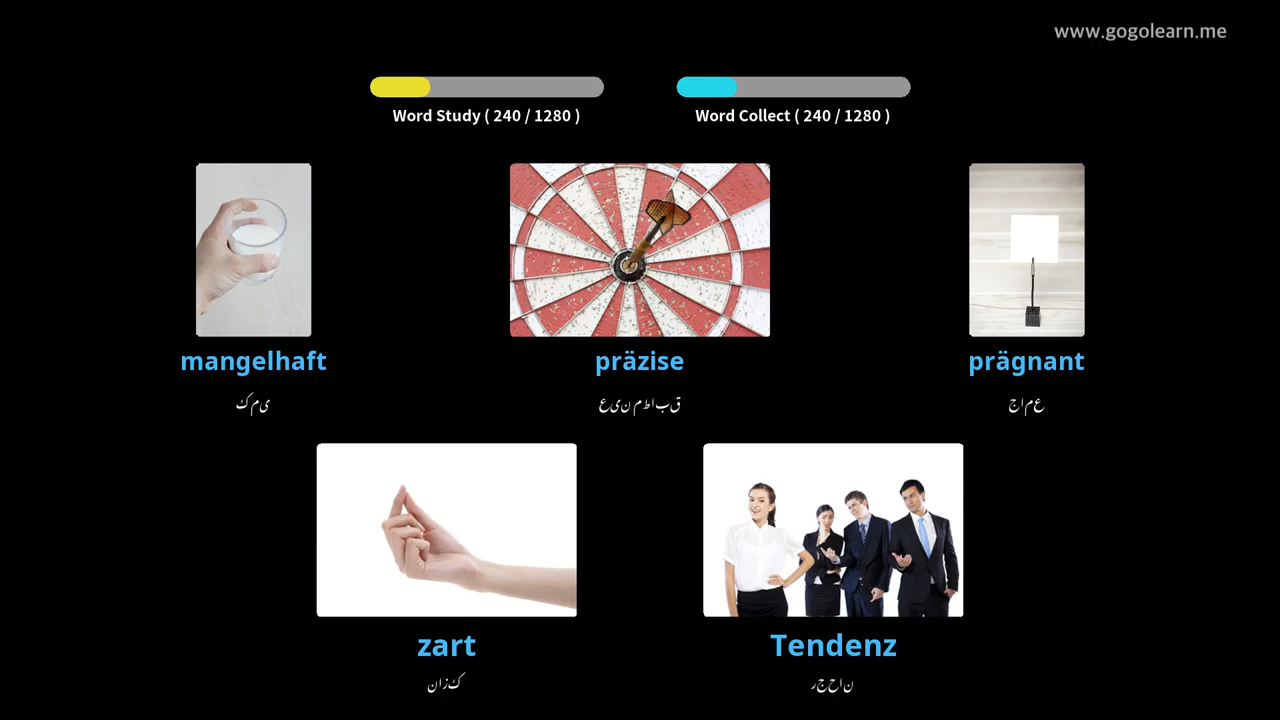 www.gogolearn.me
Word Study ( 240 / 1280 )
Word Collect ( 240 / 1280 )
mangelhaft
präzise
prägnant
کمی
عین مطابق
جامع
zart
Tendenz
نازک
رجحان